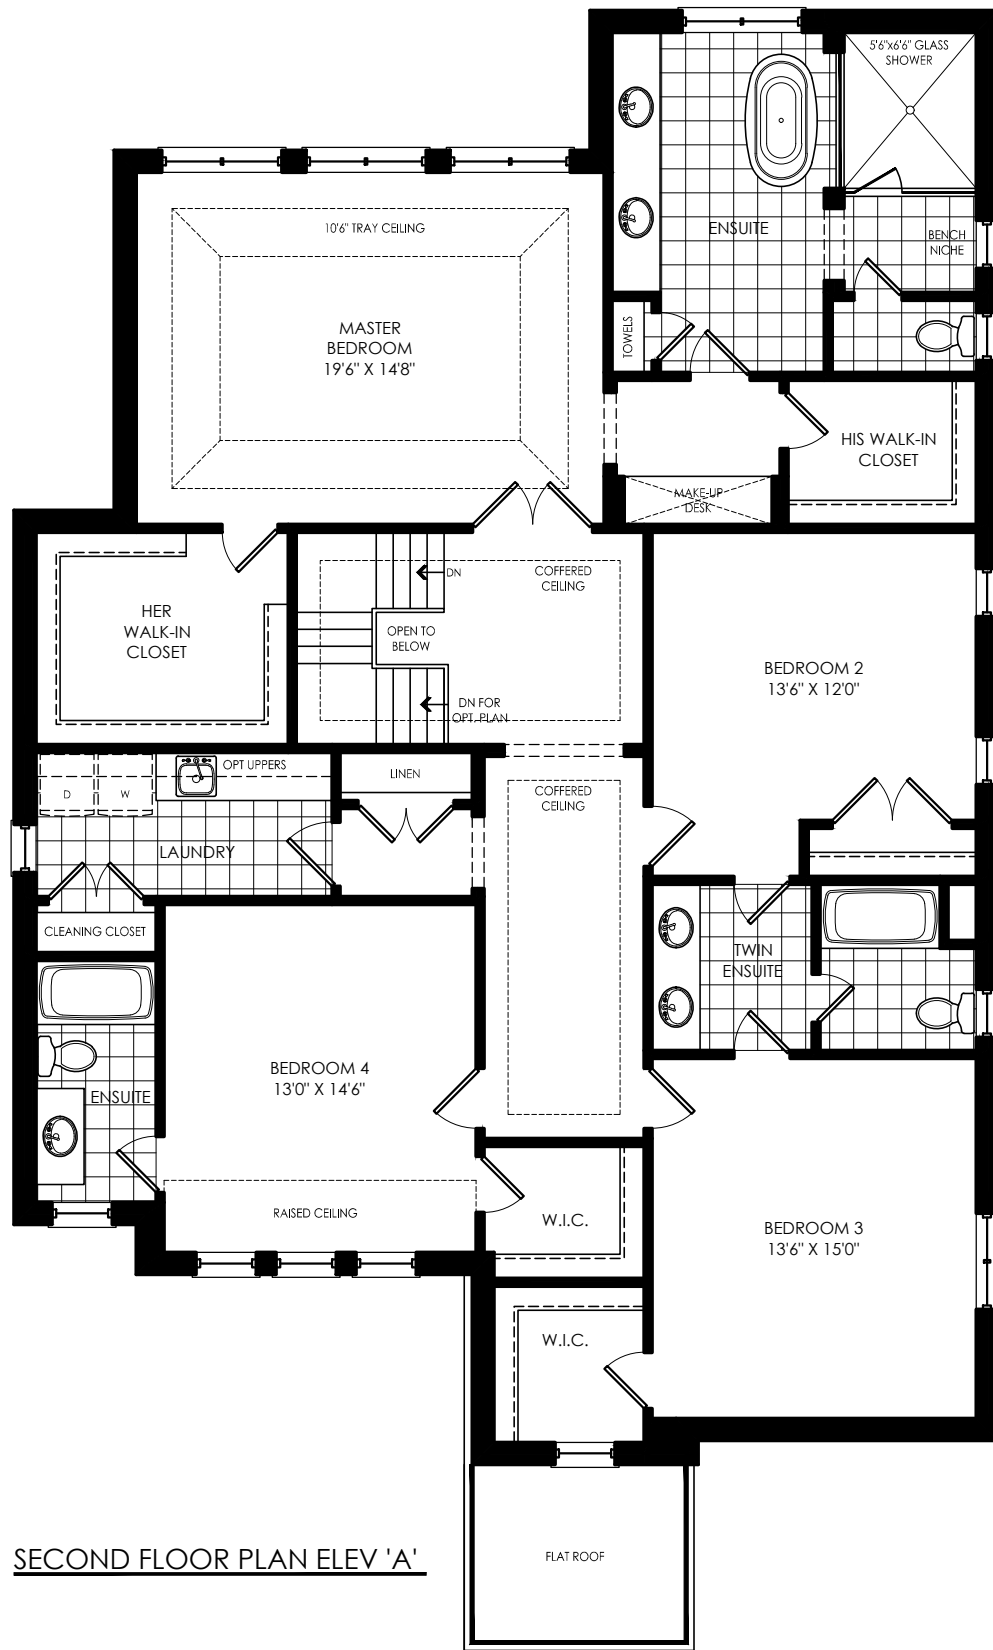 5'6"x6'6" GLASS
SHOWER
10'6" TRAY CEILING
ENSUITE
BENCH
NICHE
MASTER
BEDROOM
19'6" X 14'8"
TOWELS
HIS WALK-IN
CLOSET
MAKE-UP
DESK
DN
COFFERED
CEILING
HER
WALK-IN
CLOSET
OPEN TO
BELOW
BEDROOM 2
13'6" X 12'0"
DN FOR
OPT. PLAN
OPT UPPERS
LINEN
D
W
COFFERED
CEILING
LAUNDRY
CLEANING CLOSET
TWIN
ENSUITE
BEDROOM 4
13'0" X 14'6"
ENSUITE
RAISED CEILING
W.I.C.
BEDROOM 3
13'6" X 15'0"
W.I.C.
FLAT ROOF
SECOND FLOOR PLAN ELEV 'A'